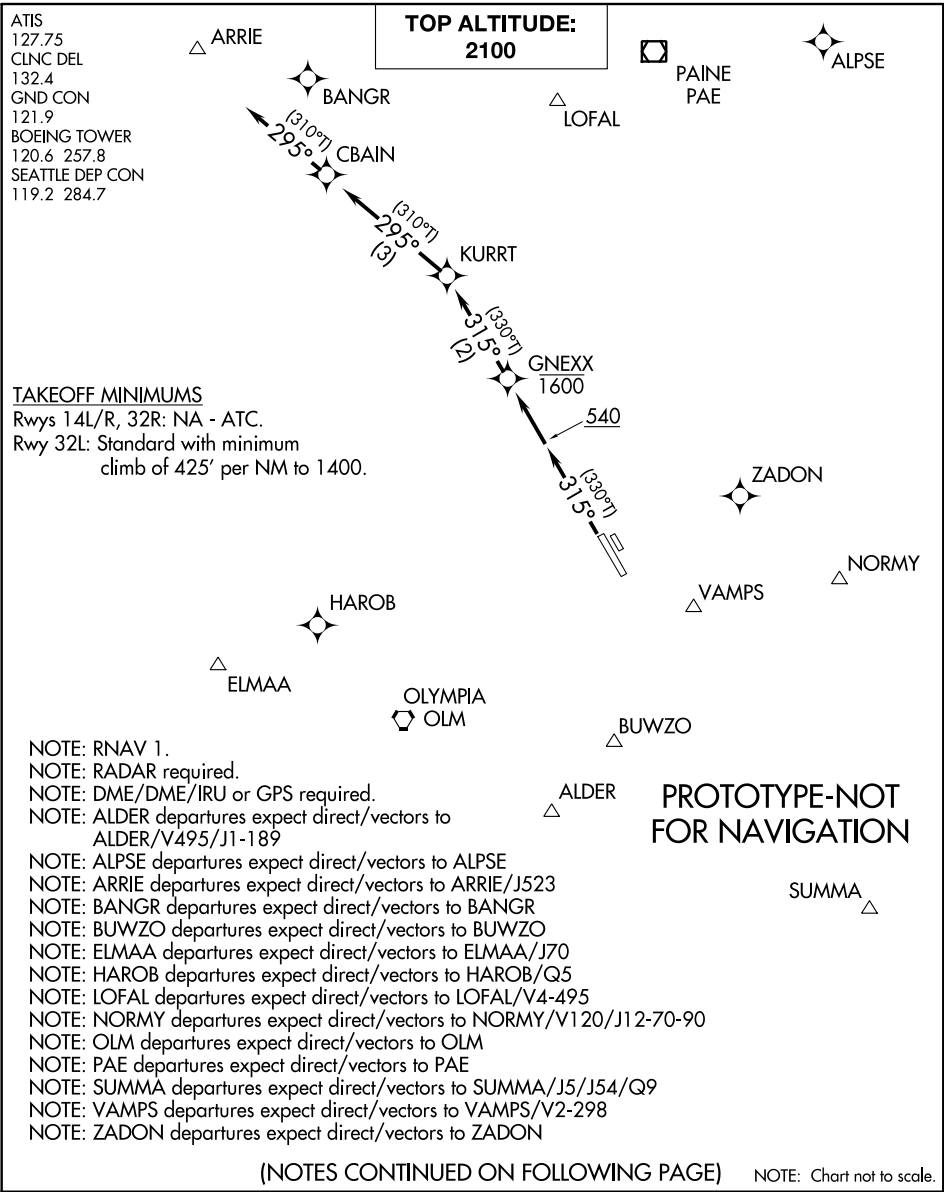 ATIS
127.75
CLNC DEL
132.4
GND CON
121.9
BOEING TOWER
120.6 257.8
SEATTLE DEP CON
119.2 284.7
TOP ALTITUDE:
2100
ARRIE
BANGR
LOFAL
PAINE
PAE
ALPSE
(310°T)
295°
CBAIN
(310°T)
295°
(3)
KURRT
(330°T)
315°
(2)
GNEXX
1600
540
(330°T)
315°
TAKEOFF MINIMUMS
Rwys 14L/R, 32R: NA - ATC.
Rwy 32L: Standard with minimum
climb of 425' per NM to 1400.
ZADON
NORMY
VAMPS
HAROB
ELMAA
OLYMPIA
OLM
BUWZO
ALDER
SUMMA
PROTOTYPE-NOT
FOR NAVIGATION
NOTE: RNAV 1.
NOTE: RADAR required.
NOTE: DME/DME/IRU or GPS required.
NOTE: ALDER departures expect direct/vectors to
ALDER/V495/J1-189
NOTE: ALPSE departures expect direct/vectors to ALPSE
NOTE: ARRIE departures expect direct/vectors to ARRIE/J523
NOTE: BANGR departures expect direct/vectors to BANGR
NOTE: BUWZO departures expect direct/vectors to BUWZO
NOTE: ELMAA departures expect direct/vectors to ELMAA/J70
NOTE: HAROB departures expect direct/vectors to HAROB/Q5
NOTE: LOFAL departures expect direct/vectors to LOFAL/V4-495
NOTE: NORMY departures expect direct/vectors to NORMY/V120/J12-70-90
NOTE: OLM departures expect direct/vectors to OLM
NOTE: PAE departures expect direct/vectors to PAE
NOTE: SUMMA departures expect direct/vectors to SUMMA/J5/J54/Q9
NOTE: VAMPS departures expect direct/vectors to VAMPS/V2-298
NOTE: ZADON departures expect direct/vectors to ZADON
(NOTES CONTINUED ON FOLLOWING PAGE)
NOTE: Chart not to scale.